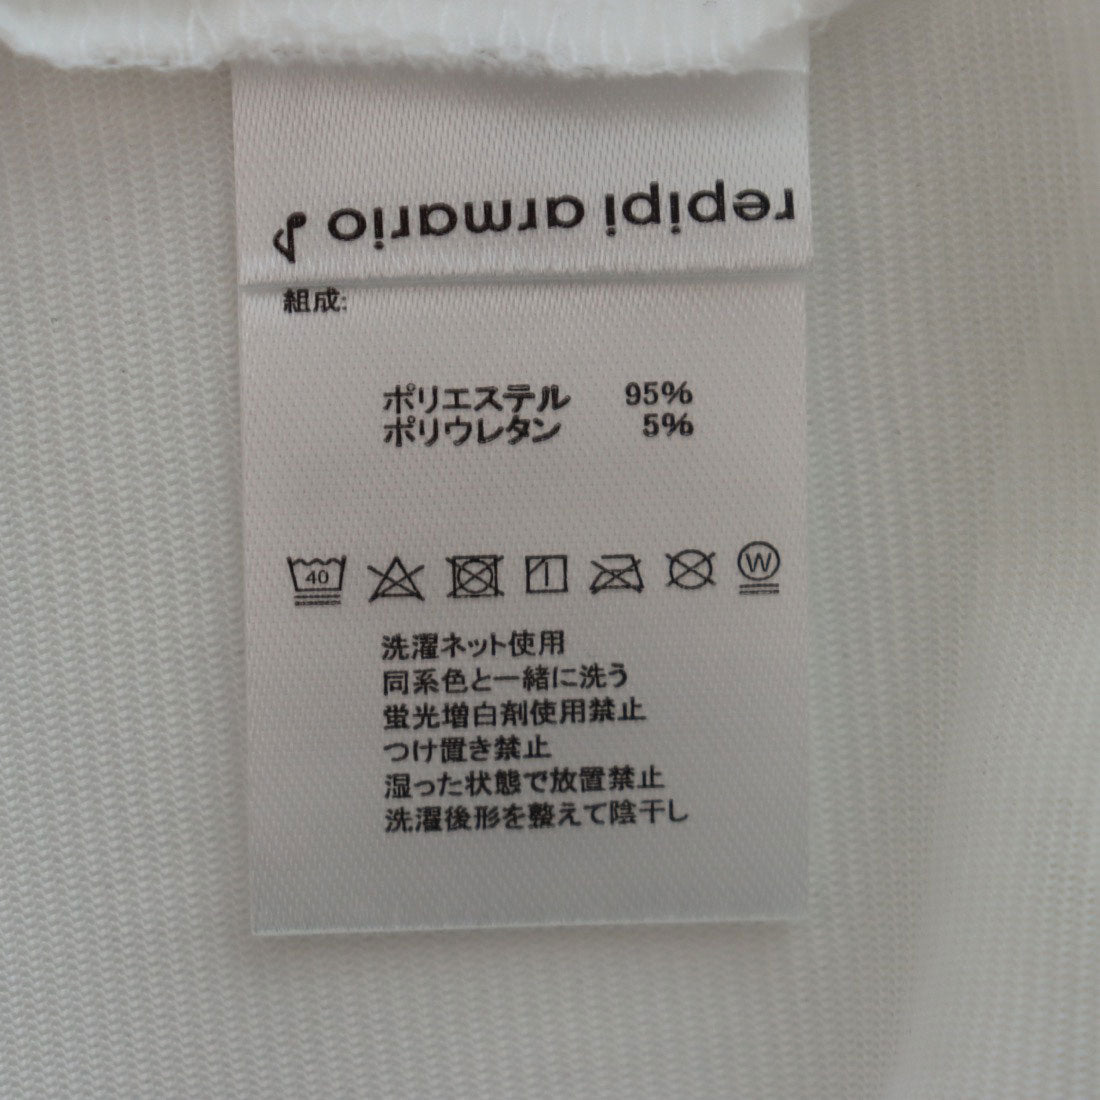 repipi armario
組成:
ポリエステル 95%
ポリウレタン 5%
40 W
洗濯ネット使用
同系色と一緒に洗う
蛍光増白剤使用禁止
つけ置き禁止
湿った状態で放置禁止
洗濯後形を整えて陰干し